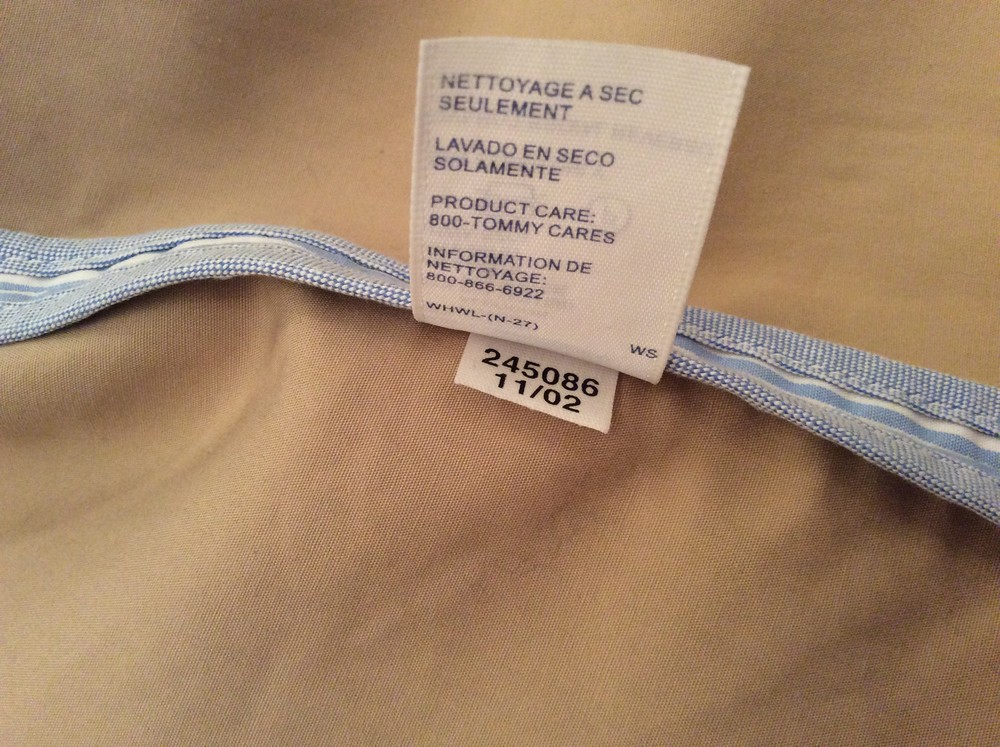 NETTOYAGE A SEC
SEULEMENT
LAVADO EN SECO
SOLAMENTE
PRODUCT CARE:
800-TOMMY CARES
INFORMATION DE
NETTOYAGE:
800-866-6922
WHWL-(N-27)
WS
245086
11/02